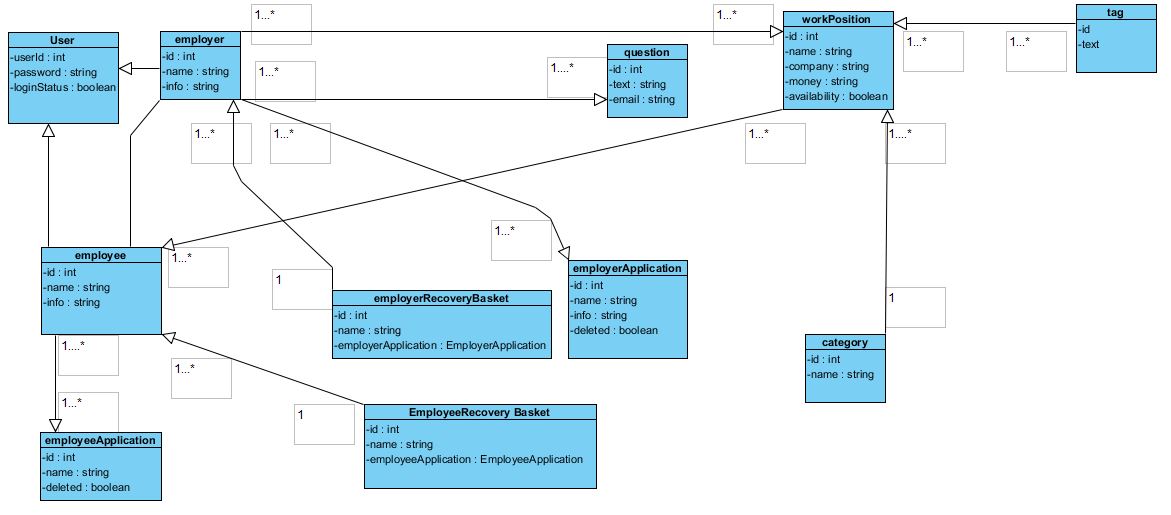 1...*
1...*
workPosition
-id : int
-name : string
-company : string
-money : string
-availability : boolean
tag
-id
-text
1...*
1...*
User
-userId : int
-password : string
-loginStatus : boolean
employer
-id : int
-name : string
-info : string
1...*
1....*
question
-id : int
-text : string
-email : string
1...*
1...*
1...*
1....*
1...*
employee
-id : int
-name : string
-info : string
1...*
1
employerRecoveryBasket
-id : int
-name : string
-employerApplication : EmployerApplication
employerApplication
-id : int
-name : string
-info : string
-deleted : boolean
1
category
-id : int
-name : string
1....*
1...*
1...*
1
EmployeeRecovery Basket
-id : int
-name : string
-employeeApplication : EmployeeApplication
employeeApplication
-id : int
-name : string
-deleted : boolean